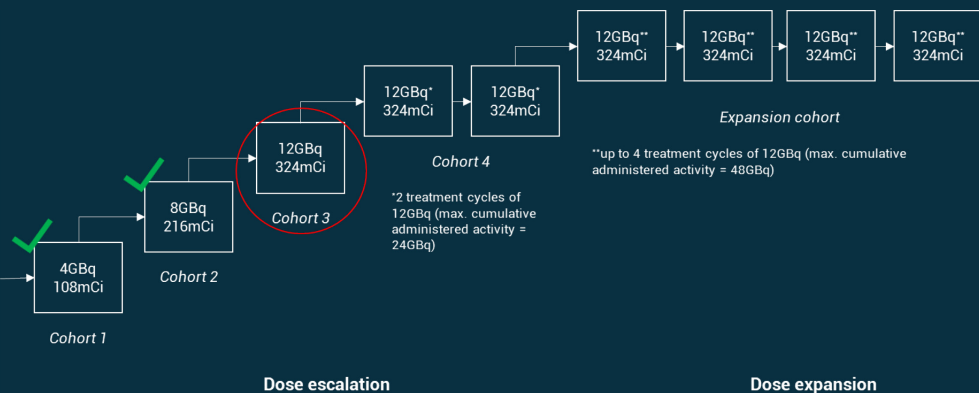 4GBq
108mCi
Cohort 1
8GBq
216mCi
Cohort 2
12GBq
324mCi
Cohort 3
12GBq*
324mCi
12GBq*
324mCi
Cohort 4
*2 treatment cycles of
12GBq (max. cumulative
administered activity =
24GBq)
12GBq**
324mCi
12GBq**
324mCi
12GBq**
324mCi
12GBq**
324mCi
Expansion cohort
**up to 4 treatment cycles of 12GBq (max. cumulative
administered activity = 48GBq)
Dose escalation
Dose expansion